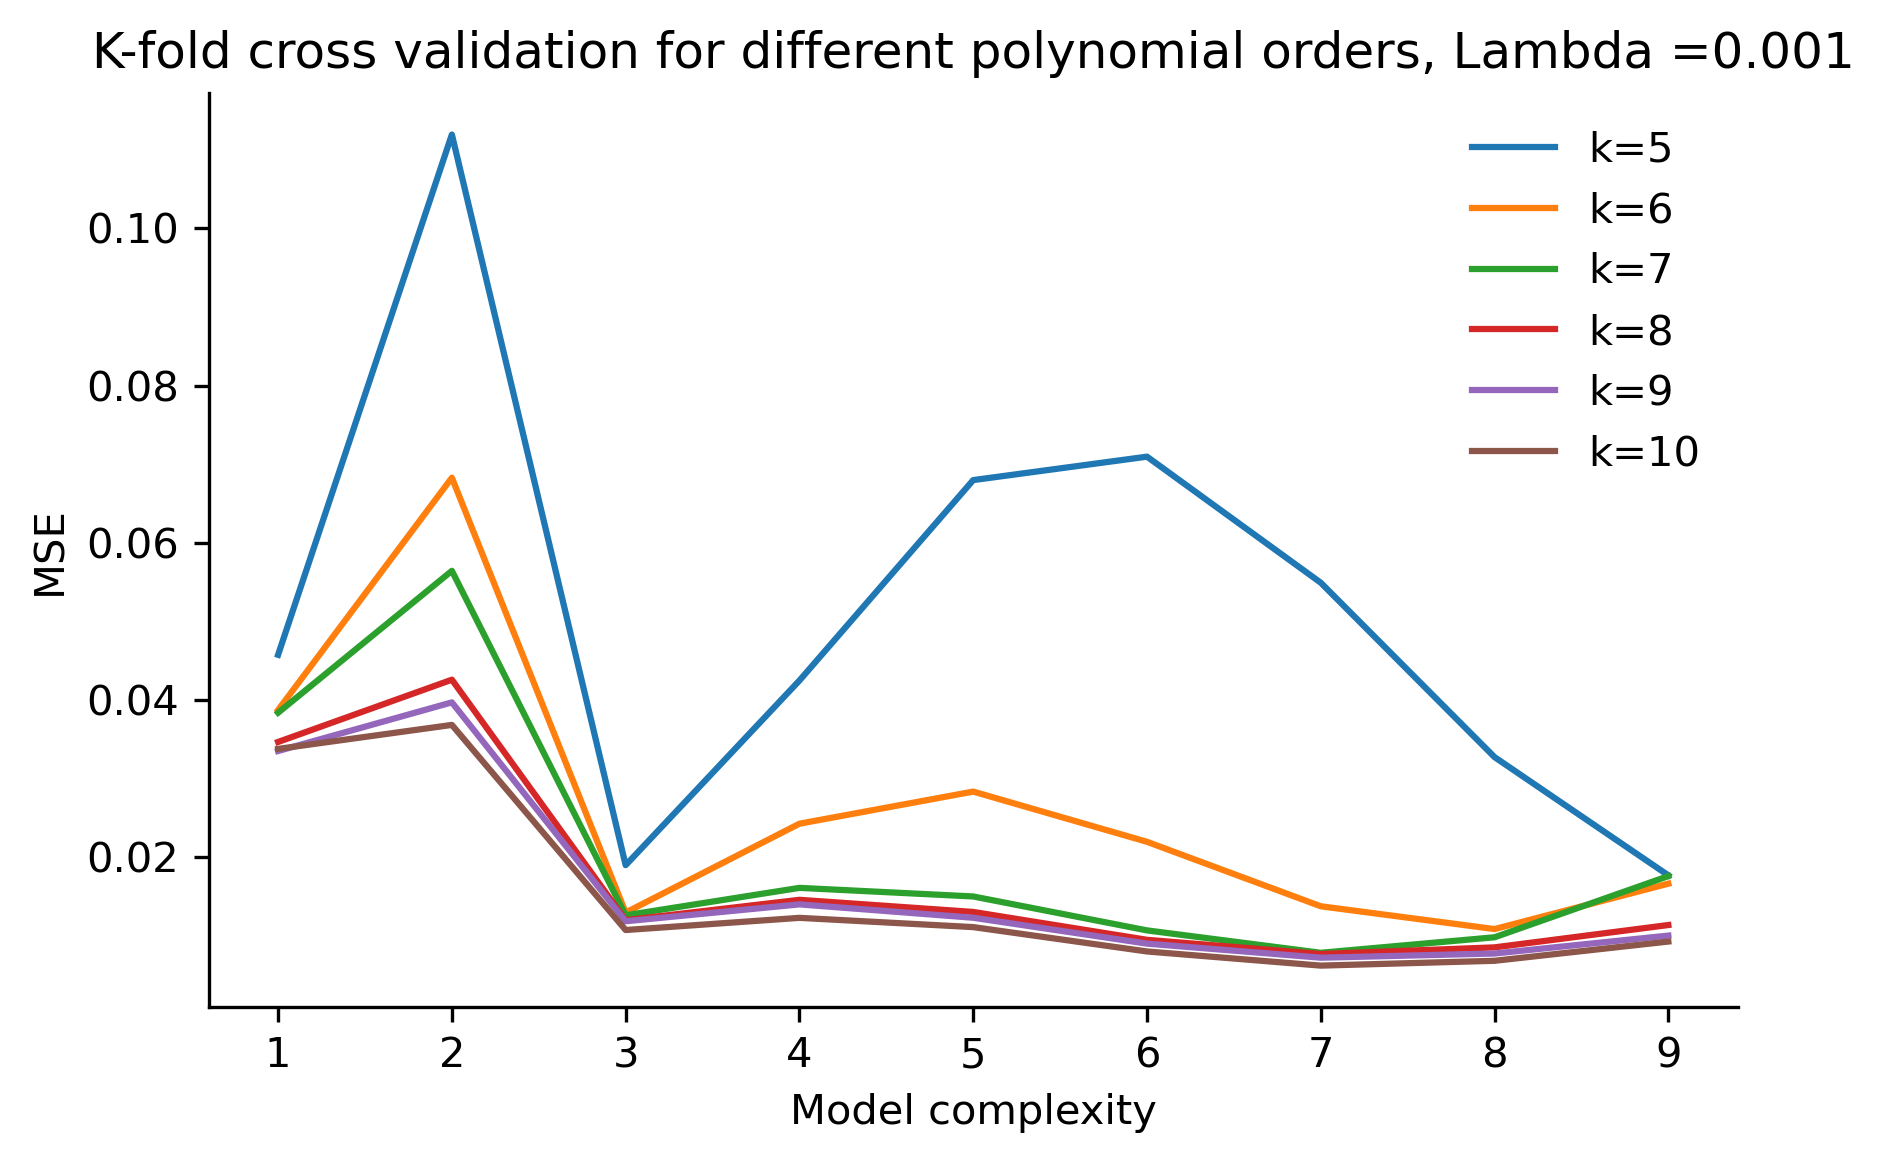 K-fold cross validation for different polynomial orders, Lambda =0.001
k=5
k=6
k=7
k=8
k=9
k=10
0.10
0.08
0.06
0.04
0.02
MSE
1 2 3 4 5 6 7 8 9
Model complexity